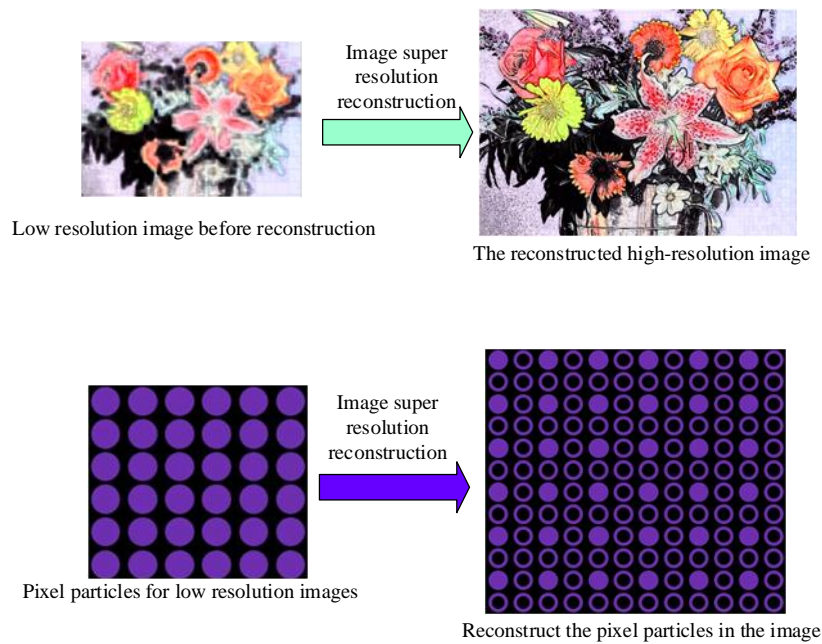 Image super
resolution
reconstruction
Low resolution image before reconstruction
The reconstructed high-resolution image
Image super
resolution
reconstruction
Pixel particles for low resolution images
Reconstruct the pixel particles in the image